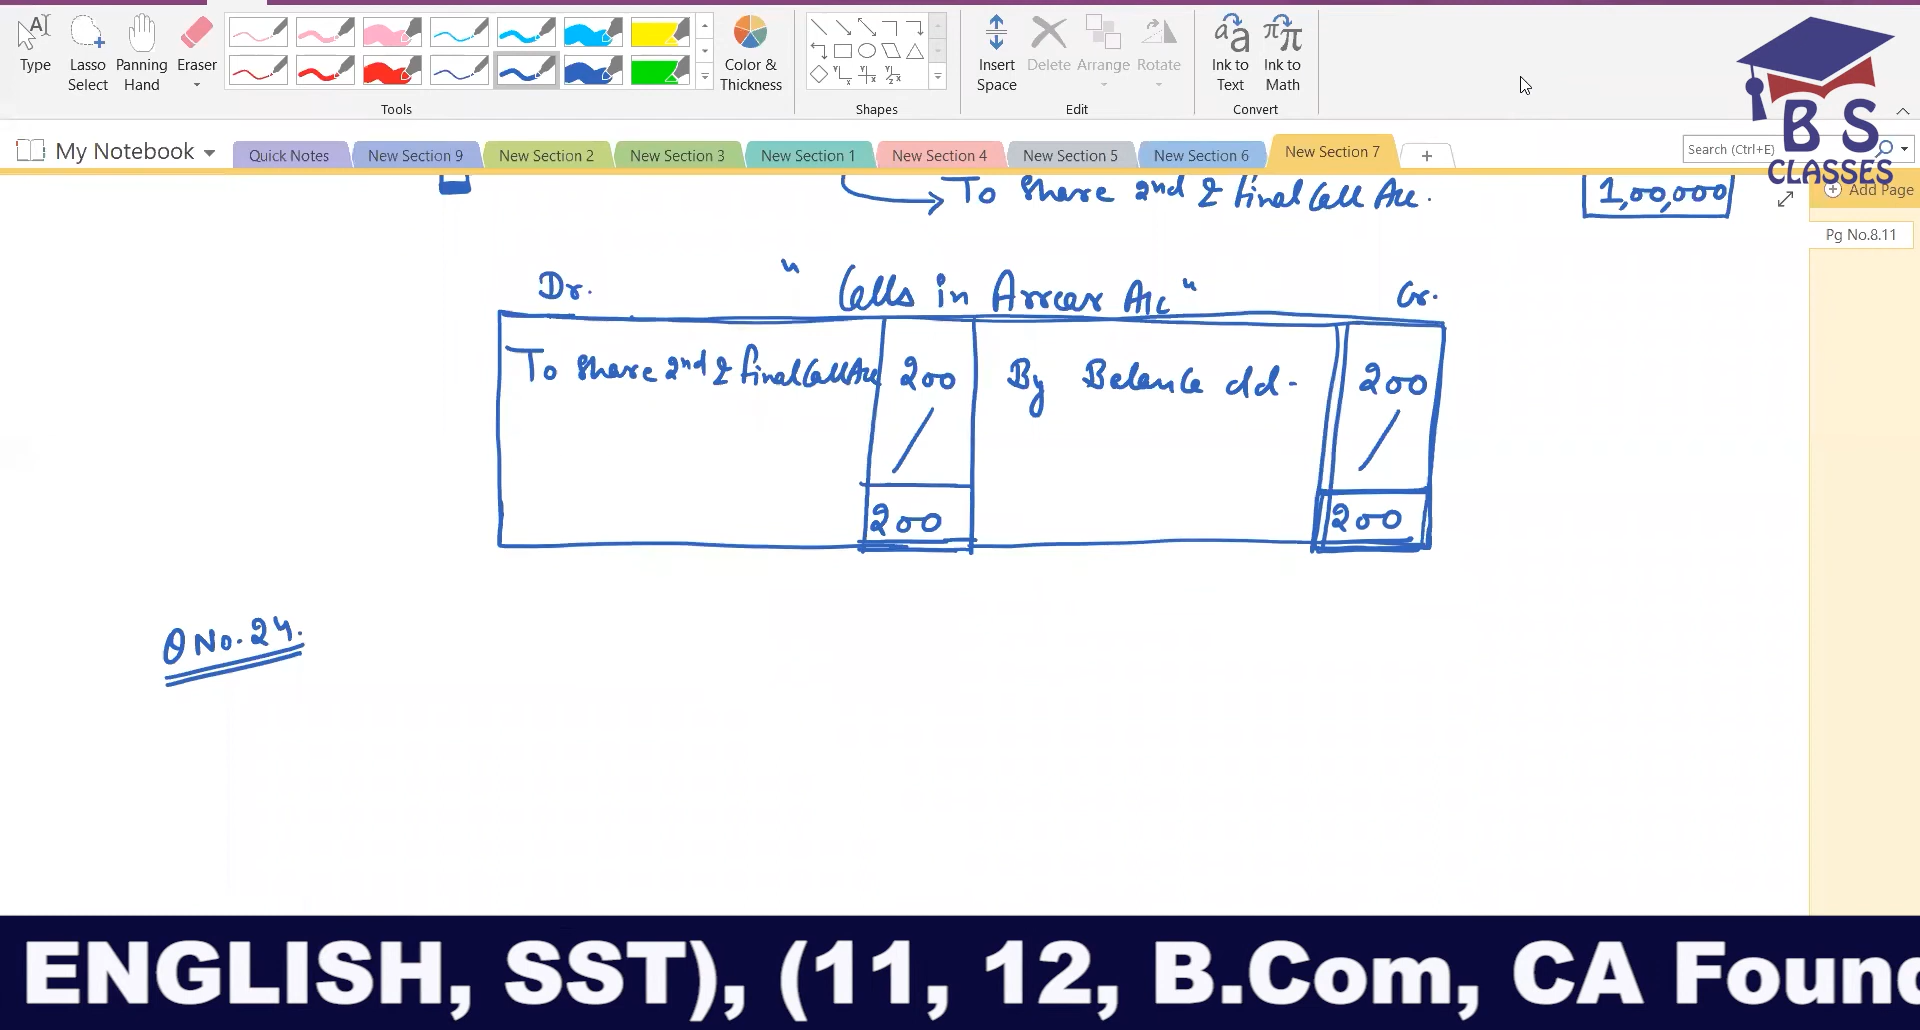 Type
Lasso Select
Panning Hand
Eraser
Color & Thickness
Insert Space
Delete
Arrange
Rotate
Ink to Text
Ink to Math
Tools
Shapes
Edit
Convert
B S
CLASSES
My Notebook
Quick Notes
New Section 9
New Section 2
New Section 3
New Section 1
New Section 4
New Section 5
New Section 6
New Section 7
Search (Ctrl+E)
Add Page
Pg No.8.11
To Share 2nd & final Call A/c.
1,00,000
Dr. "Calls in Arrear A/c" Cr.
To Share 2nd & final Call A/c 200 By Balance c/d - 200
200 200
Q No. 24.
ENGLISH, SST), (11, 12, B.Com, CA Found